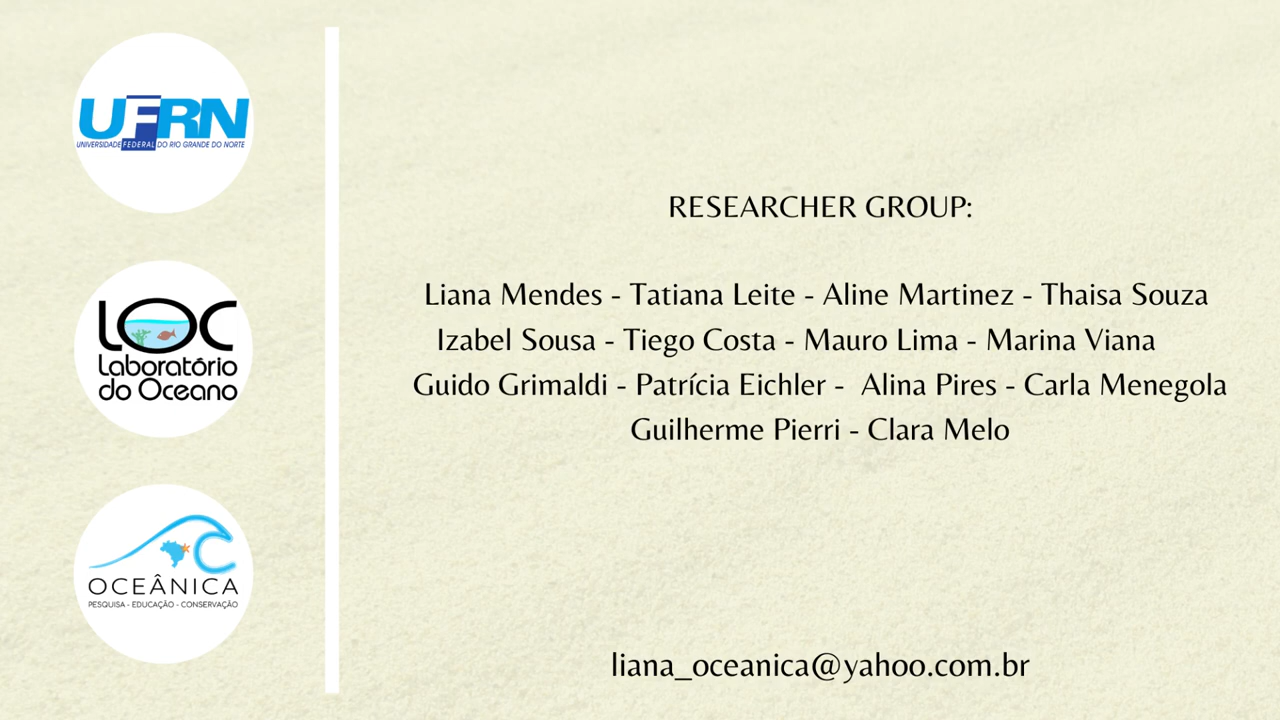 UFRN
UNIVERSIDADE FEDERAL DO RIO GRANDE DO NORTE
LOC
Laboratório
do Oceano
OCEÂNICA
PESQUISA - EDUCAÇÃO - CONSERVAÇÃO
RESEARCHER GROUP:
Liana Mendes - Tatiana Leite - Aline Martinez - Thaisa Souza
Izabel Sousa - Tiego Costa - Mauro Lima - Marina Viana
Guido Grimaldi - Patrícia Eichler - Alina Pires - Carla Menegola
Guilherme Pierri - Clara Melo
liana_oceanica@yahoo.com.br